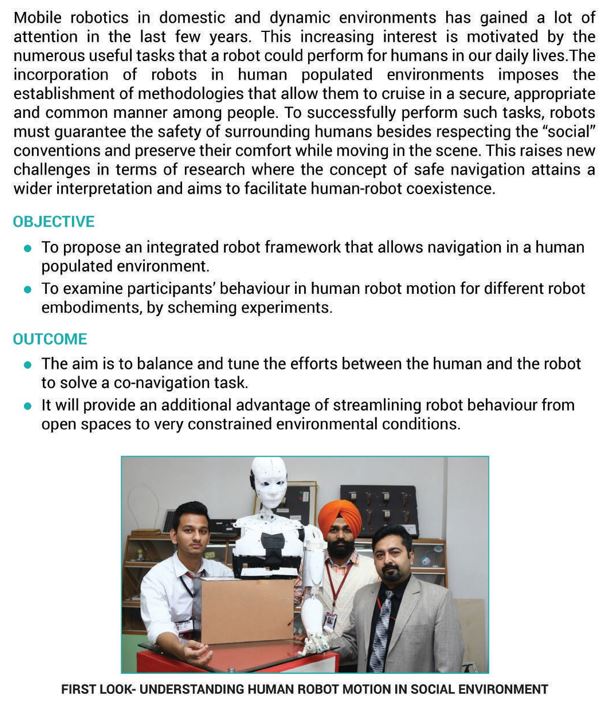 Mobile robotics in domestic and dynamic environments has gained a lot of
attention in the last few years. This increasing interest is motivated by the
numerous useful tasks that a robot could perform for humans in our daily lives.The
incorporation of robots in human populated environments imposes the
establishment of methodologies that allow them to cruise in a secure, appropriate
and common manner among people. To successfully perform such tasks, robots
must guarantee the safety of surrounding humans besides respecting the “social”
conventions and preserve their comfort while moving in the scene. This raises new
challenges in terms of research where the concept of safe navigation attains a
wider interpretation and aims to facilitate human-robot coexistence.
OBJECTIVE
● To propose an integrated robot framework that allows navigation in a human
populated environment.
● To examine participants’ behaviour in human robot motion for different robot
embodiments, by scheming experiments.
OUTCOME
● The aim is to balance and tune the efforts between the human and the robot
to solve a co-navigation task.
● It will provide an additional advantage of streamlining robot behaviour from
open spaces to very constrained environmental conditions.
FIRST LOOK- UNDERSTANDING HUMAN ROBOT MOTION IN SOCIAL ENVIRONMENT